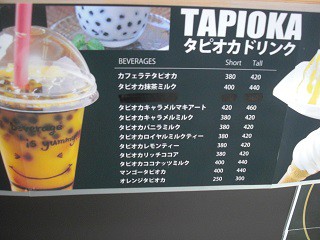 TAPIOKA
タピオカドリンク
BEVERAGES Short Tall
カフェラテタピオカ 380 420
タピオカ抹茶ミルク 400 440
タピオカキャラメルマキアート 420 460
タピオカキャラメルミルク 380 420
タピオカバニラミルク 380 420
タピオカロイヤルミルクティー 380 420
タピオカレモンティー 380 420
タピオカリッチココア 380 420
タピオカココナッツミルク 400 440
マンゴータピオカ 400 440
オレンジタピオカ 250 300
is yummy